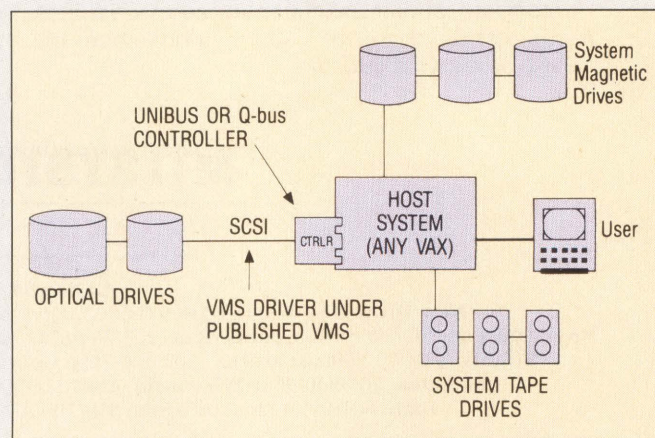 System
Magnetic
Drives
UNIBUS OR Q-bus
CONTROLLER
HOST
SYSTEM
(ANY VAX)
CTRLR
SCSI
User
OPTICAL DRIVES
VMS DRIVER UNDER
PUBLISHED VMS
SYSTEM TAPE
DRIVES